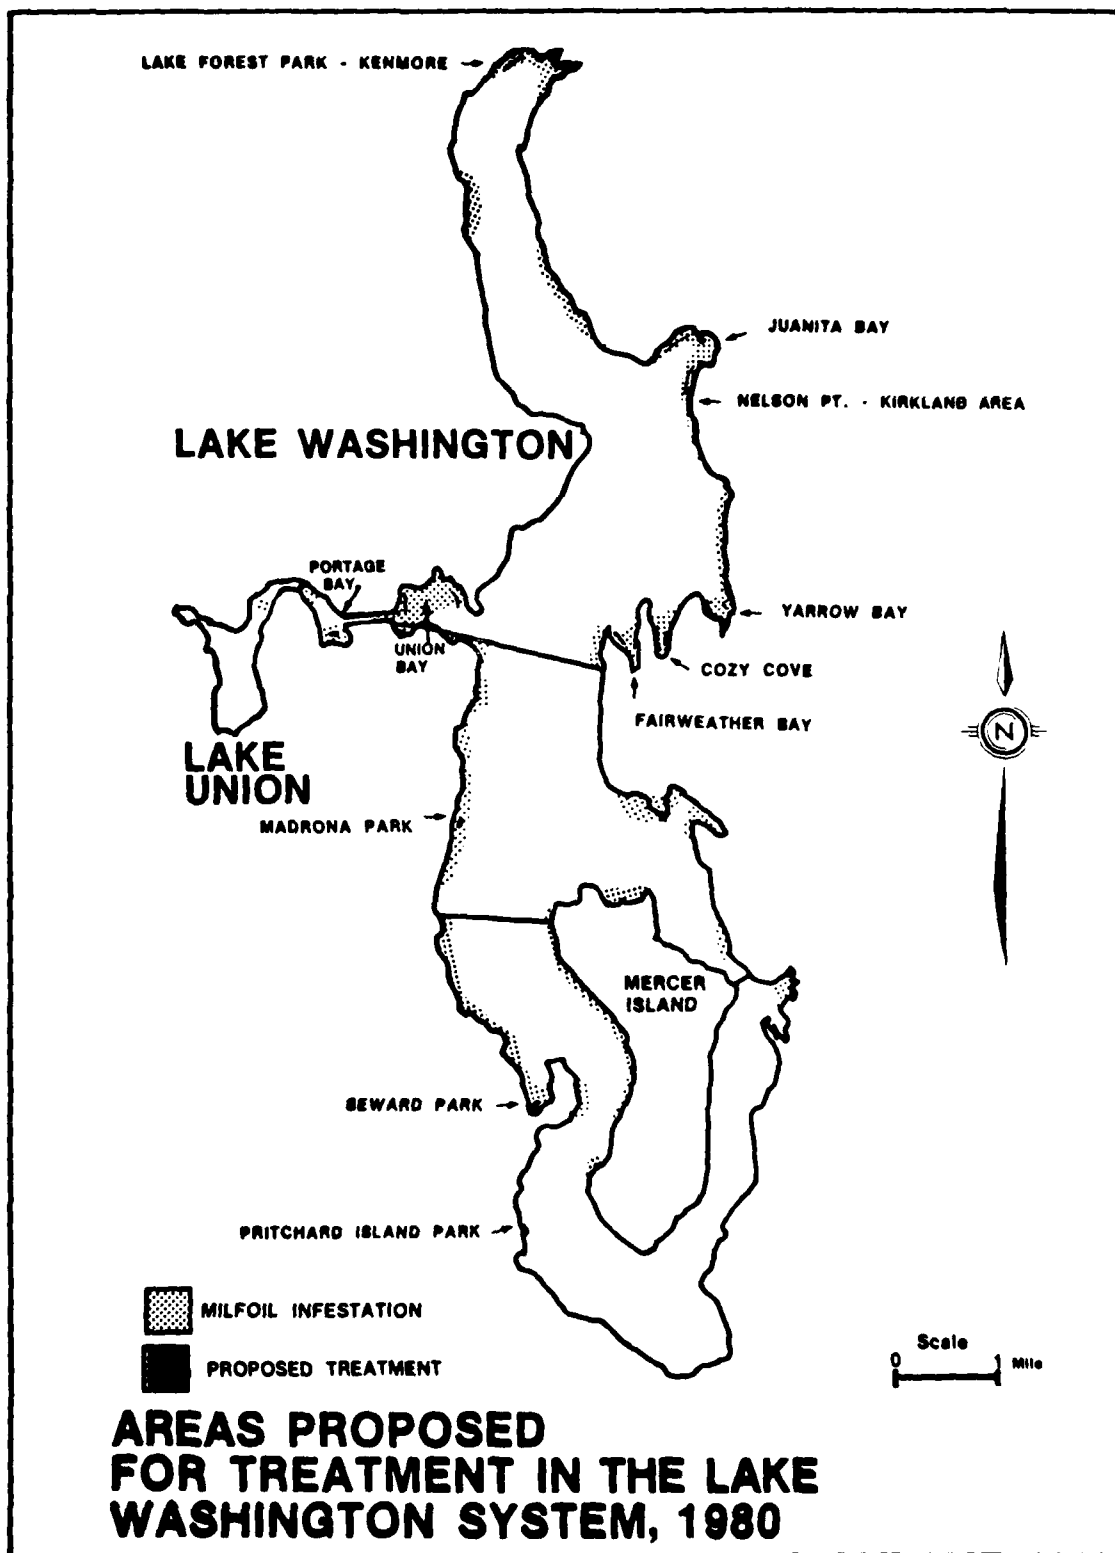 LAKE FOREST PARK - KENMORE
JUANITA BAY
NELSON PT. - KIRKLAND AREA
LAKE WASHINGTON
PORTAGE
BAY
YARROW BAY
UNION
BAY
COZY COVE
FAIRWEATHER BAY
N
LAKE
UNION
MADRONA PARK
MERCER
ISLAND
SEWARD PARK
PRITCHARD ISLAND PARK
MILFOIL INFESTATION
PROPOSED TREATMENT
Scale
0 1 Mile
AREAS PROPOSED
FOR TREATMENT IN THE LAKE
WASHINGTON SYSTEM, 1980